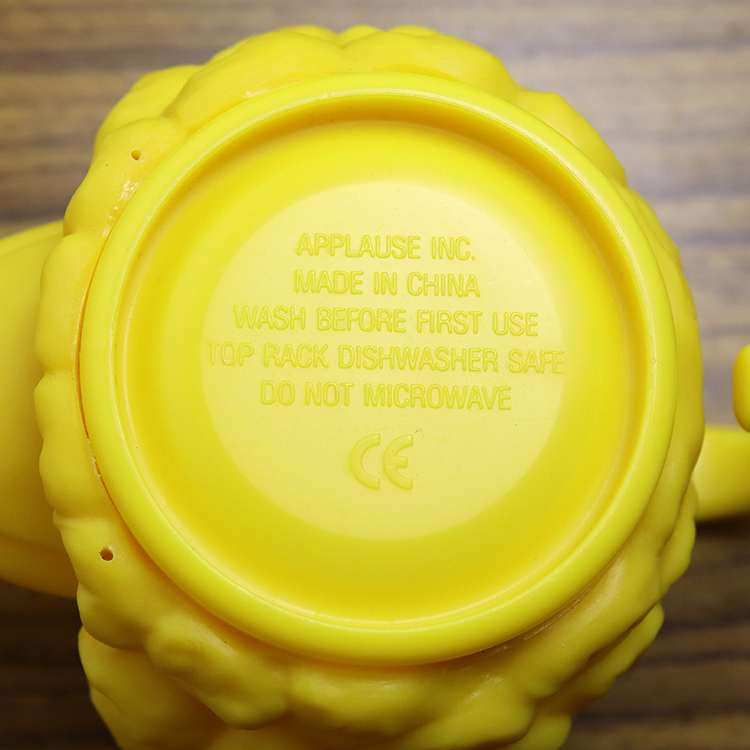 APPLAUSE INC.
MADE IN CHINA
WASH BEFORE FIRST USE
TOP RACK DISHWASHER SAFE
DO NOT MICROWAVE
CE